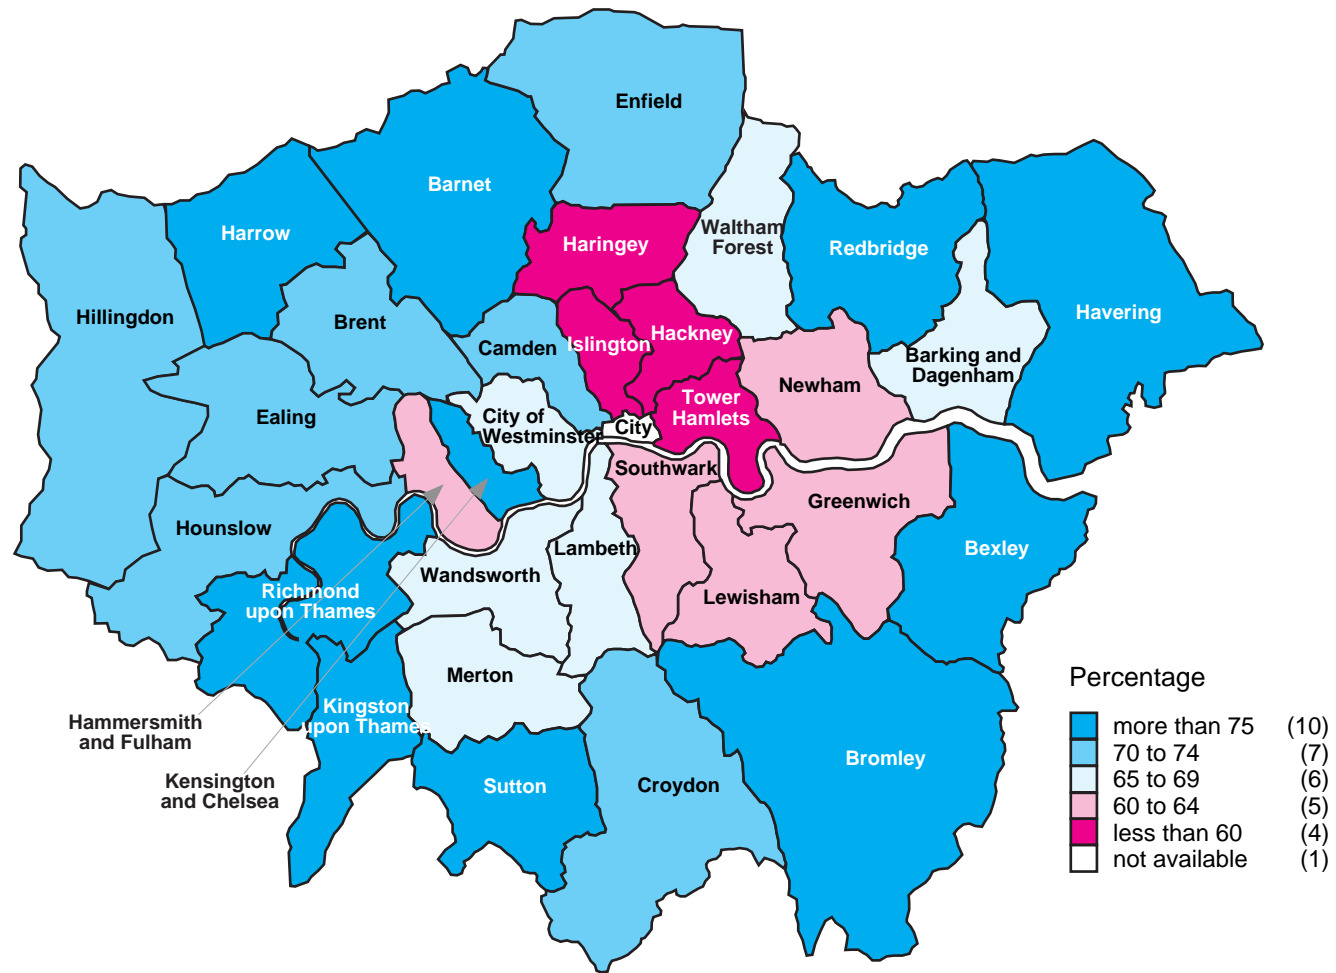 Enfield
Barnet
Harrow
Haringey
Waltham
Forest
Redbridge
Havering
Hillingdon
Brent
Camden
Islington
Hackney
Barking and
Dagenham
Newham
Ealing
City of
Westminster
City
Tower
Hamlets
Southwark
Greenwich
Hounslow
Lambeth
Bexley
Wandsworth
Richmond
upon Thames
Lewisham
Merton
Kingston
upon Thames
Hammersmith
and Fulham
Kensington
and Chelsea
Sutton
Croydon
Bromley
Percentage
more than 75 (10)
70 to 74 (7)
65 to 69 (6)
60 to 64 (5)
less than 60 (4)
not available (1)